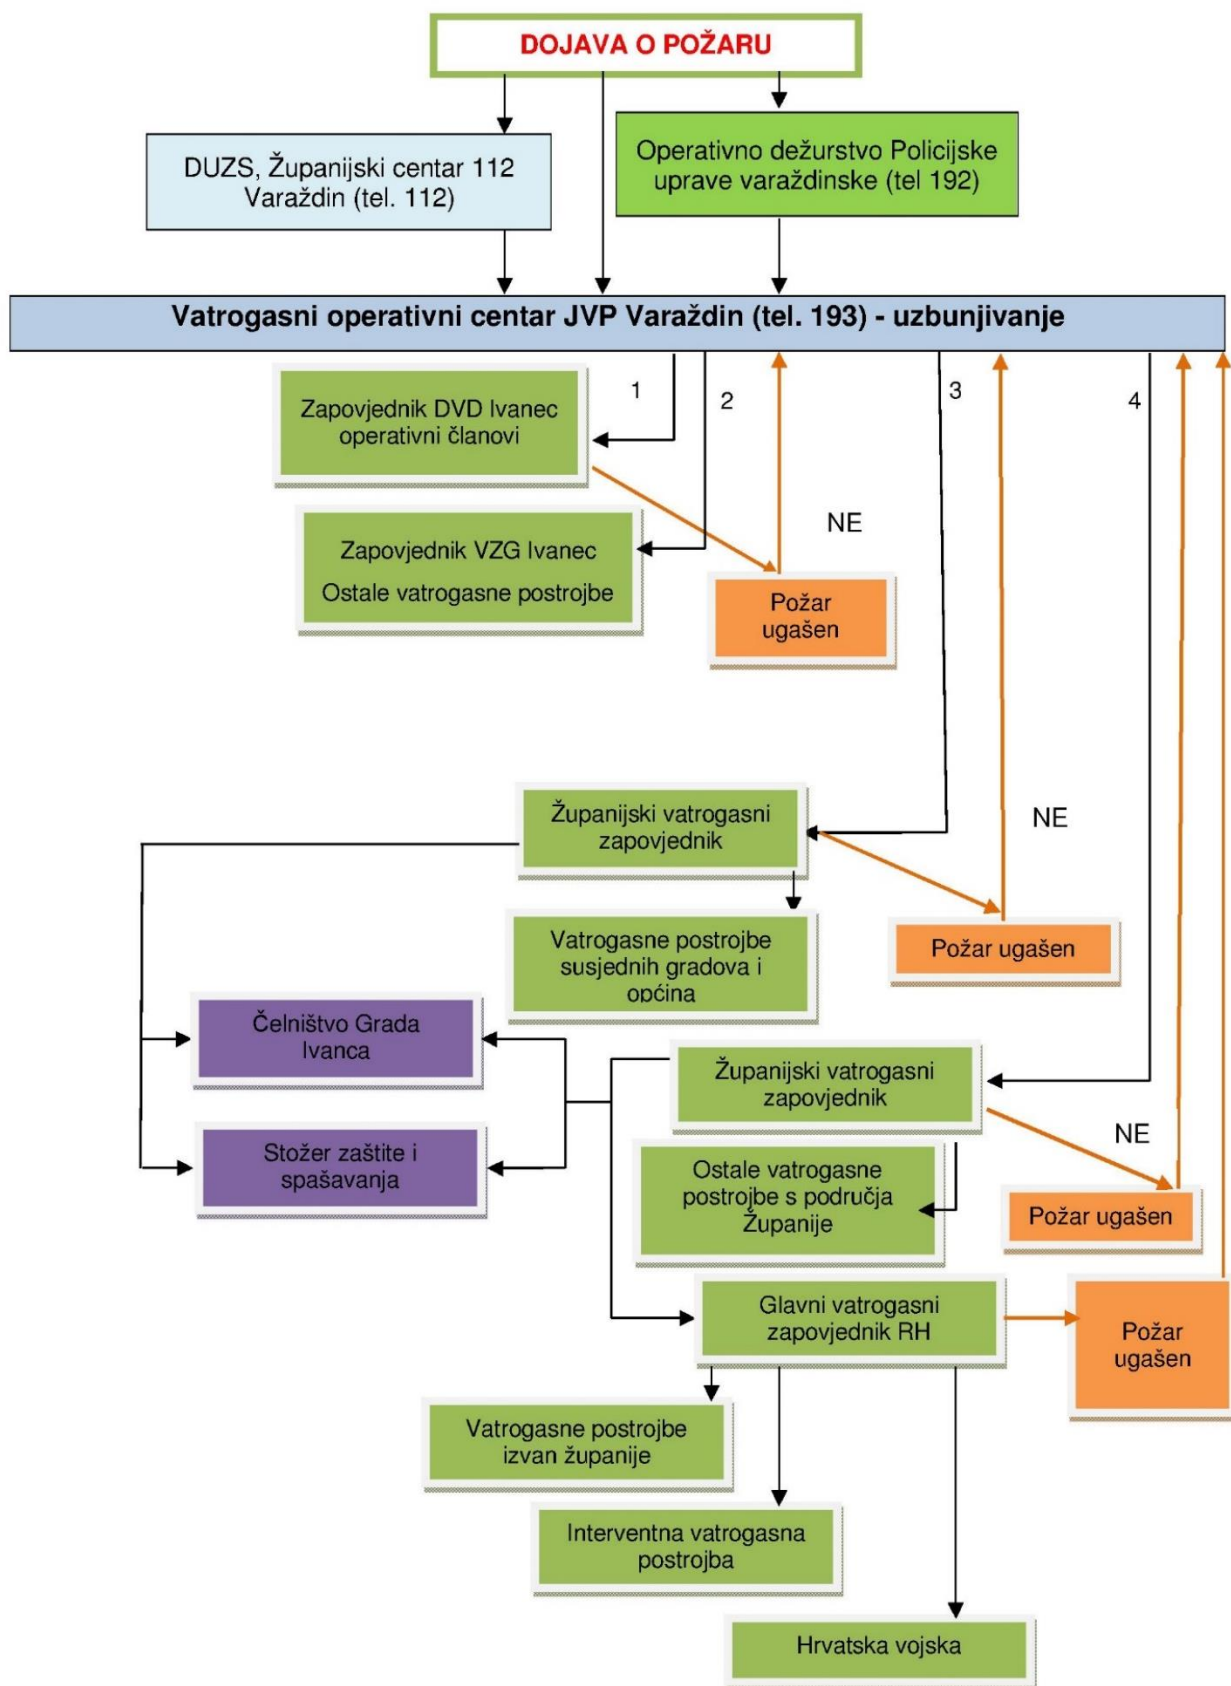 DOJAVA O POŽARU
DUZS, Županijski centar 112
Varaždin (tel. 112)
Operativno dežurstvo Policijske
uprave varaždinske (tel 192)
Vatrogasni operativni centar JVP Varaždin (tel. 193) - uzbunjivanje
1
2
3
4
Zapovjednik DVD Ivanec
operativni članovi
NE
Zapovjednik VZG Ivanec
Ostale vatrogasne postrojbe
Požar
ugašen
Županijski vatrogasni
zapovjednik
NE
Vatrogasne postrojbe
susjednih gradova i
općina
Požar ugašen
Čelništvo Grada
Ivanca
Županijski vatrogasni
zapovjednik
NE
Stožer zaštite i
spašavanja
Ostale vatrogasne
postrojbe s područja
Županije
Požar ugašen
Glavni vatrogasni
zapovjednik RH
Požar
ugašen
Vatrogasne postrojbe
izvan županije
Interventna vatrogasna
postrojba
Hrvatska vojska